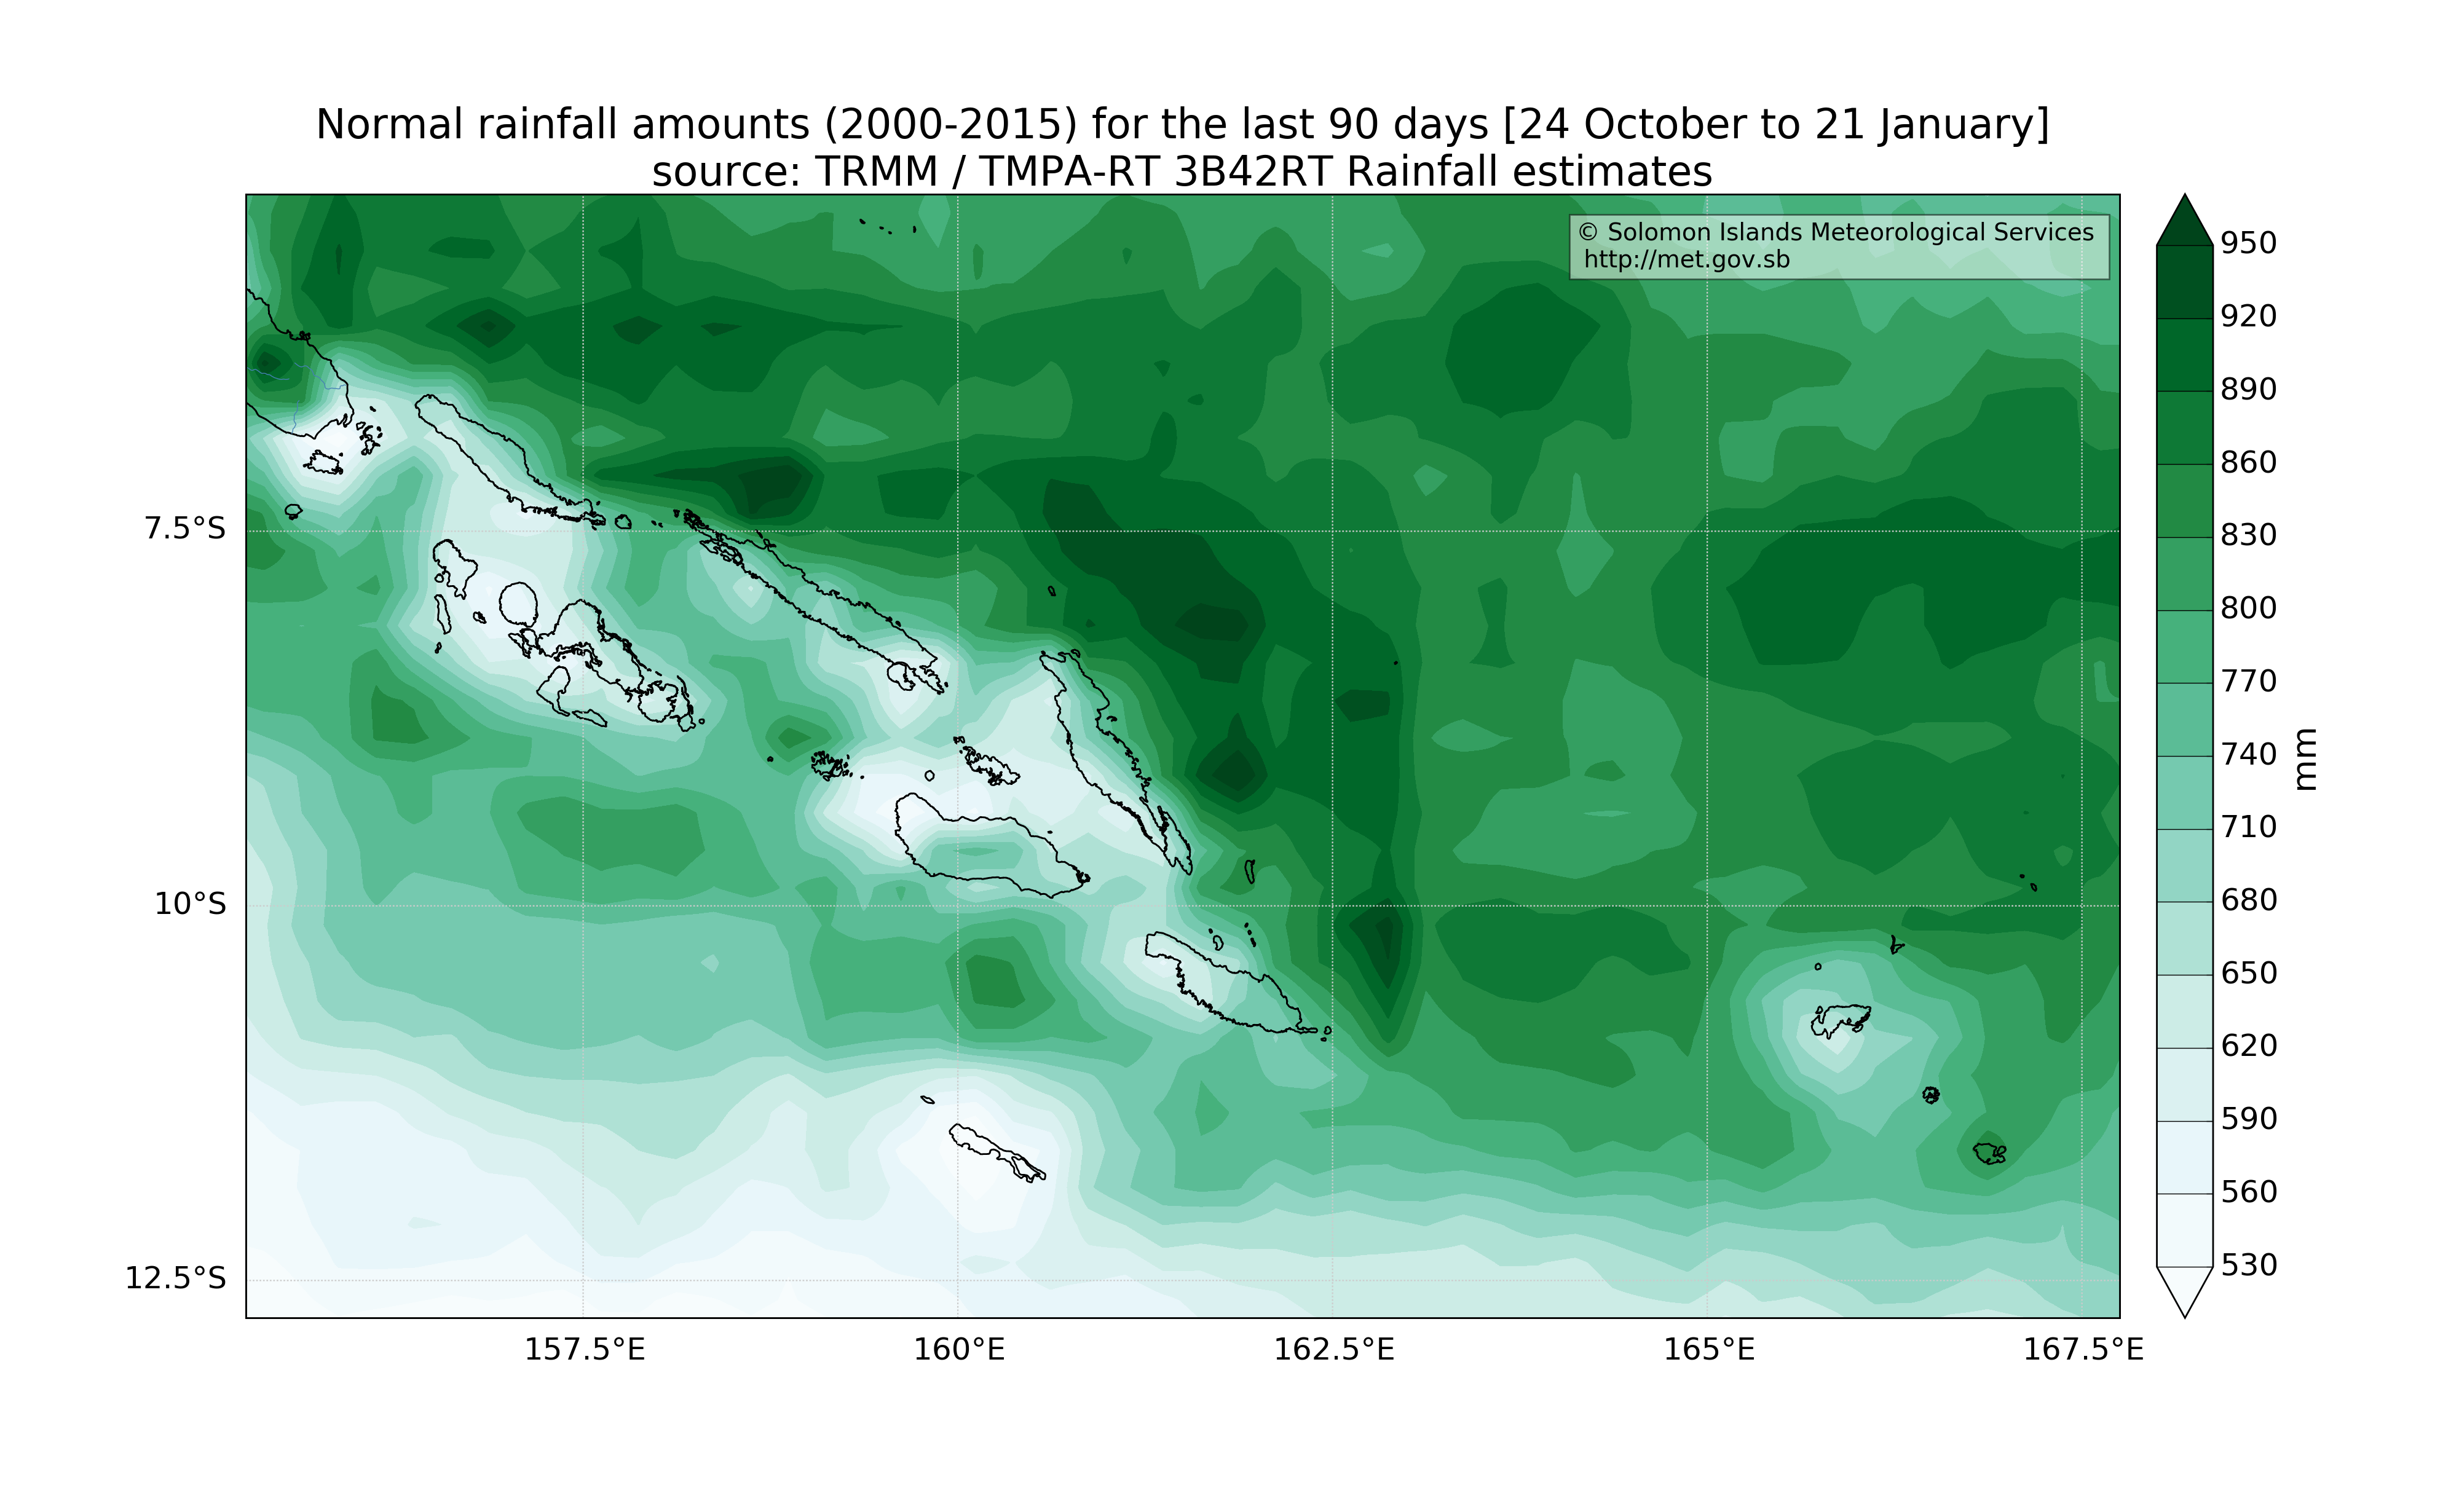 Normal rainfall amounts (2000-2015) for the last 90 days [24 October to 21 January]
source: TRMM / TMPA-RT 3B42RT Rainfall estimates
© Solomon Islands Meteorological Services
http://met.gov.sb
7.5°S
10°S
12.5°S
157.5°E
160°E
162.5°E
165°E
167.5°E
950
920
890
860
830
800
770
740
710
680
650
620
590
560
530
mm